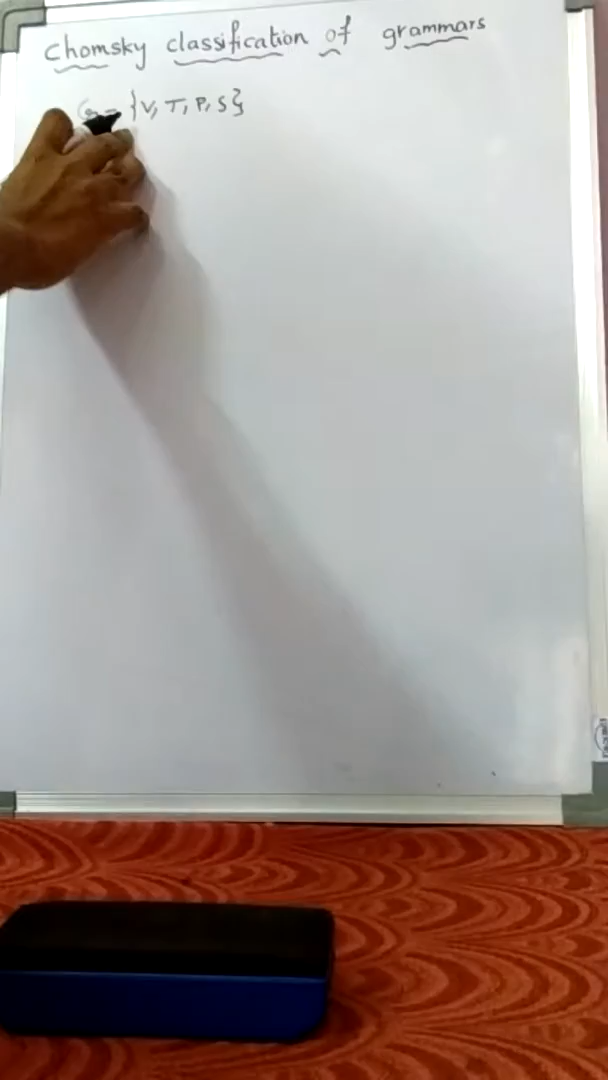 chomsky classification of grammars
G = {V, T, P, S}